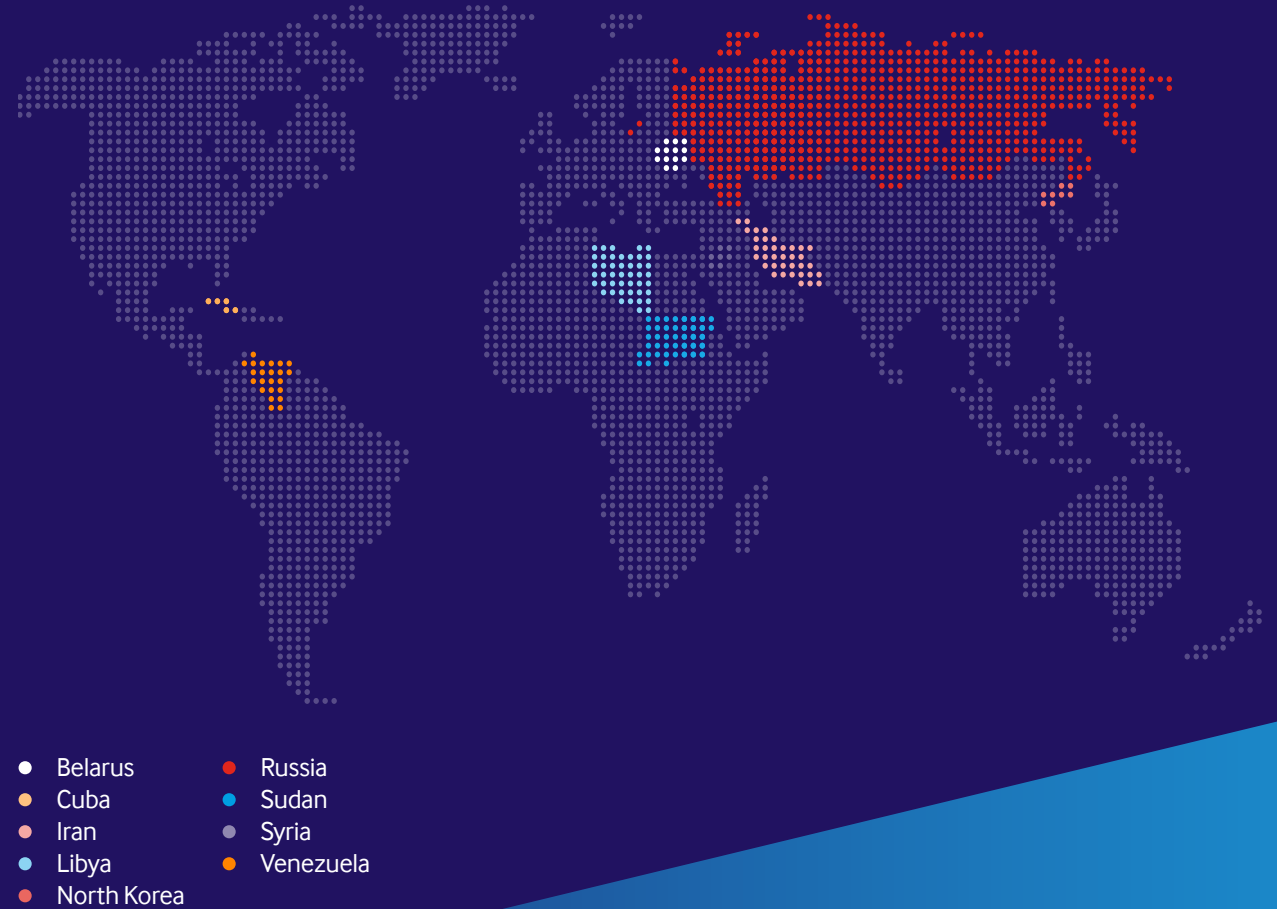 Belarus
Cuba
Iran
Libya
North Korea
Russia
Sudan
Syria
Venezuela